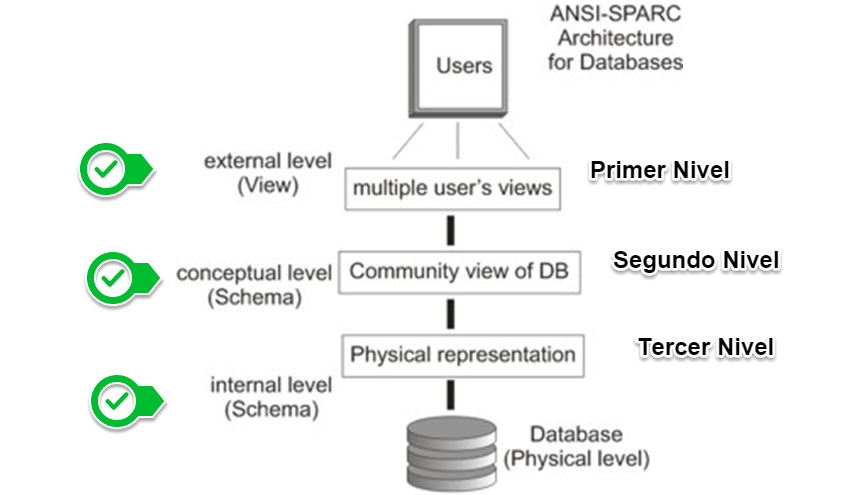 ANSI-SPARC
Architecture
for Databases
Users
external level
(View)
multiple user's views
Primer Nivel
conceptual level
(Schema)
Community view of DB
Segundo Nivel
Physical representation
Tercer Nivel
internal level
(Schema)
Database
(Physical level)